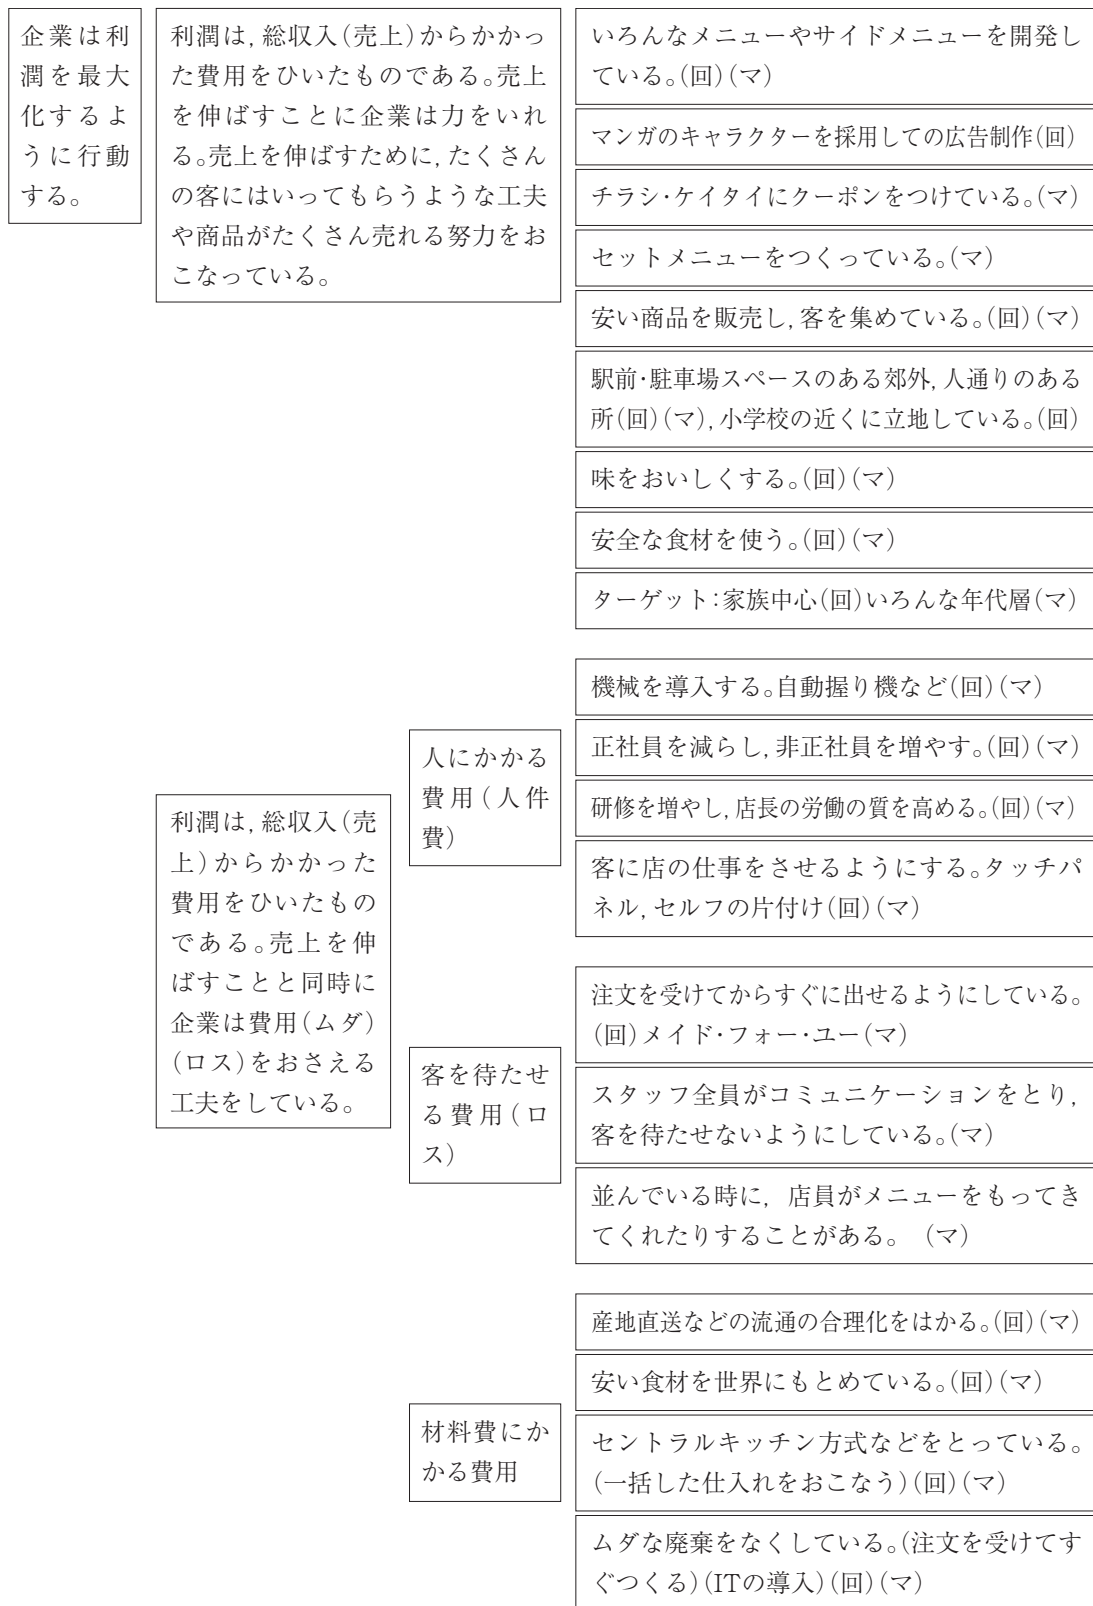 企業は利
潤を最大
化するよ
うに行動
する。
利潤は,総収入(売上)からかかっ
た費用をひいたものである。売上
を伸ばすことに企業は力をいれ
る。売上を伸ばすために,たくさん
の客にはいってもらうような工夫
や商品がたくさん売れる努力をお
こなっている。
いろんなメニューやサイドメニューを開発し
ている。(回)(マ)
マンガのキャラクターを採用しての広告制作(回)
チラシ・ケイタイにクーポンをつけている。(マ)
セットメニューをつくっている。(マ)
安い商品を販売し,客を集めている。(回)(マ)
駅前・駐車場スペースのある郊外,人通りのある
所(回)(マ),小学校の近くに立地している。(回)
味をおいしくする。(回)(マ)
安全な食材を使う。(回)(マ)
ターゲット:家族中心(回)いろんな年代層(マ)
利潤は,総収入(売
上)からかかった
費用をひいたもの
である。売上を伸
ばすことと同時に
企業は費用(ムダ)
(ロス)をおさえる
工夫をしている。
人にかかる
費用(人件
費)
機械を導入する。自動握り機など(回)(マ)
正社員を減らし,非正社員を増やす。(回)(マ)
研修を増やし,店長の労働の質を高める。(回)(マ)
客に店の仕事をさせるようにする。タッチパ
ネル,セルフの片付け(回)(マ)
客を待たせ
る費用(ロ
ス)
注文を受けてからすぐに出せるようにしている。
(回)メイド・フォー・ユー(マ)
スタッフ全員がコミュニケーションをとり,
客を待たせないようにしている。(マ)
並んでいる時に,店員がメニューをもってき
てくれたりすることがある。 (マ)
材料費にか
かる費用
産地直送などの流通の合理化をはかる。(回)(マ)
安い食材を世界にもとめている。(回)(マ)
セントラルキッチン方式などをとっている。
(一括した仕入れをおこなう)(回)(マ)
ムダな廃棄をなくしている。(注文を受けてす
ぐつくる)(ITの導入)(回)(マ)